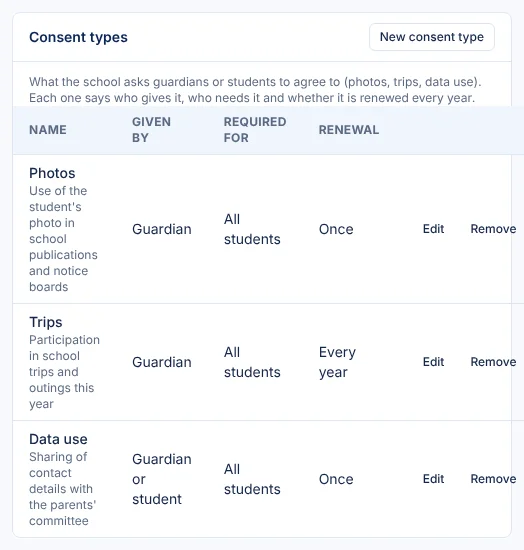 Consent types
New consent type
What the school asks guardians or students to agree to (photos, trips, data use).
Each one says who gives it, who needs it and whether it is renewed every year.
NAME
GIVEN
BY
REQUIRED
FOR
RENEWAL
Photos
Use of the
student's
photo in
school
publications
and notice
boards
Guardian
All
students
Once
Edit
Remove
Trips
Participation
in school
trips and
outings this
year
Guardian
All
students
Every
year
Edit
Remove
Data use
Sharing of
contact
details with
the parents'
committee
Guardian
or
student
All
students
Once
Edit
Remove